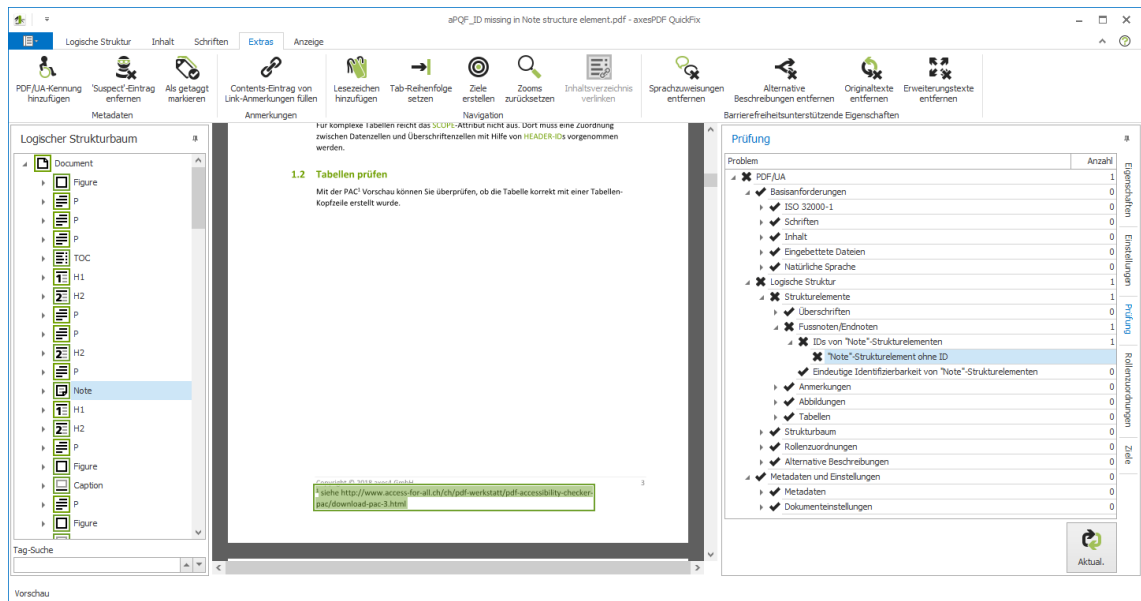 aPQF_ID missing in Note structure element.pdf - axesPDF QuickFix
Logische Struktur Inhalt Schriften Extras Anzeige
PDF/UA-Kennung hinzufügen
'Suspect'-Eintrag entfernen
Als getaggt markieren
Contents-Eintrag von Link-Anmerkungen füllen
Lesezeichen hinzufügen
Tab-Reihenfolge setzen
Ziele erstellen
Zooms zurücksetzen
Inhaltsverzeichnis verlinken
Sprachzuweisungen entfernen
Alternative Beschreibungen entfernen
Originaltexte entfernen
Erweiterungstexte entfernen
Metadaten Anmerkungen Navigation Barrierefreiheitsunterstützende Eigenschaften
Logischer Strukturbaum
Document
Figure
P
P
P
TOC
H1
H2
P
P
H2
P
Note
H1
H2
P
Figure
Caption
P
Figure
Tag-Suche
Vorschau
Für komplexe Tabellen reicht das SCOPE-Attribut nicht aus. Dort muss eine Zuordnung
zwischen Datenzellen und Überschriftenzellen mit Hilfe von HEADER-IDs vorgenommen
werden.
1.2 Tabellen prüfen
Mit der PAC¹ Vorschau können Sie überprüfen, ob die Tabelle korrekt mit einer Tabellen-
Kopfzeile erstellt wurde.
Copyright © 2018 axes4 GmbH 3
¹ siehe http://www.access-for-all.ch/ch/pdf-werkstatt/pdf-accessibility-checker-
pac/download-pac-3.html
Prüfung
Problem Anzahl
PDF/UA 1
Basisanforderungen 0
ISO 32000-1 0
Schriften 0
Inhalt 0
Eingebettete Dateien 0
Natürliche Sprache 0
Logische Struktur 1
Strukturelemente 1
Überschriften 0
Fussnoten/Endnoten 1
IDs von "Note"-Strukturelementen 1
"Note"-Strukturelement ohne ID
Eindeutige Identifizierbarkeit von "Note"-Strukturelementen 0
Anmerkungen 0
Abbildungen 0
Tabellen 0
Strukturbaum 0
Rollenzuordnungen 0
Alternative Beschreibungen 0
Metadaten und Einstellungen 0
Metadaten 0
Dokumenteinstellungen 0
Aktual.
Eigenschaften
Einstellungen
Prüfung
Rollenzuordnungen
Ziele